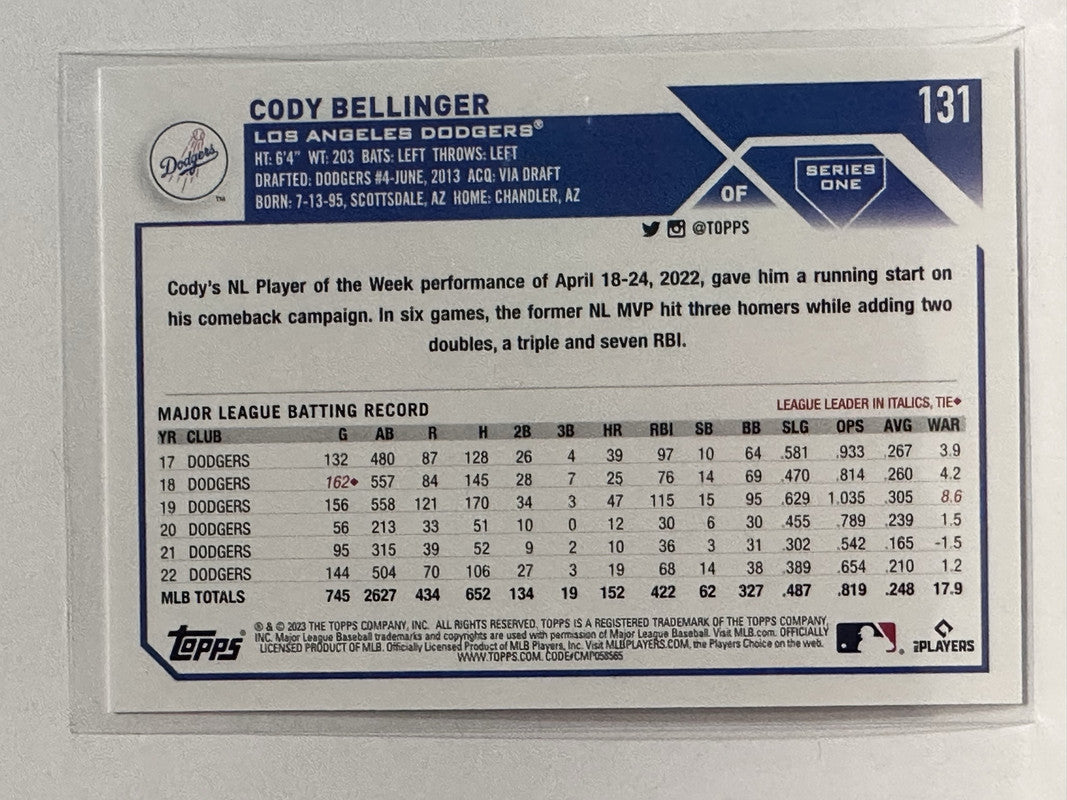 CODY BELLINGER
131
LOS ANGELES DODGERS®
Dodgers
TM
HT: 6'4" WT: 203 BATS: LEFT THROWS: LEFT
DRAFTED: DODGERS #4-JUNE, 2013 ACQ: VIA DRAFT
BORN: 7-13-95, SCOTTSDALE, AZ HOME: CHANDLER, AZ
OF
SERIES
ONE
@TOPPS
Cody's NL Player of the Week performance of April 18-24, 2022, gave him a running start on
his comeback campaign. In six games, the former NL MVP hit three homers while adding two
doubles, a triple and seven RBI.
MAJOR LEAGUE BATTING RECORD LEAGUE LEADER IN ITALICS, TIE◆
YR CLUB G AB R H 2B 3B HR RBI SB BB SLG OPS AVG WAR
17 DODGERS 132 480 87 128 26 4 39 97 10 64 .581 .933 .267 3.9
18 DODGERS 162◆ 557 84 145 28 7 25 76 14 69 .470 .814 .260 4.2
19 DODGERS 156 558 121 170 34 3 47 115 15 95 .629 1.035 .305 8.6
20 DODGERS 56 213 33 51 10 0 12 30 6 30 .455 .789 .239 1.5
21 DODGERS 95 315 39 52 9 2 10 36 3 31 .302 .542 .165 -1.5
22 DODGERS 144 504 70 106 27 3 19 68 14 38 .389 .654 .210 1.2
MLB TOTALS 745 2627 434 652 134 19 152 422 62 327 .487 .819 .248 17.9
Topps
® & © 2023 THE TOPPS COMPANY, INC. ALL RIGHTS RESERVED. TOPPS IS A REGISTERED TRADEMARK OF THE TOPPS COMPANY,
INC. Major League Baseball trademarks and copyrights are used with permission of Major League Baseball. Visit MLB.com. OFFICIALLY
LICENSED PRODUCT OF MLB. Officially Licensed Product of MLB Players, Inc. Visit MLBPLAYERS.COM, the Players Choice on the web.
WWW.TOPPS.COM. CODE#CMP058565
PLAYERS